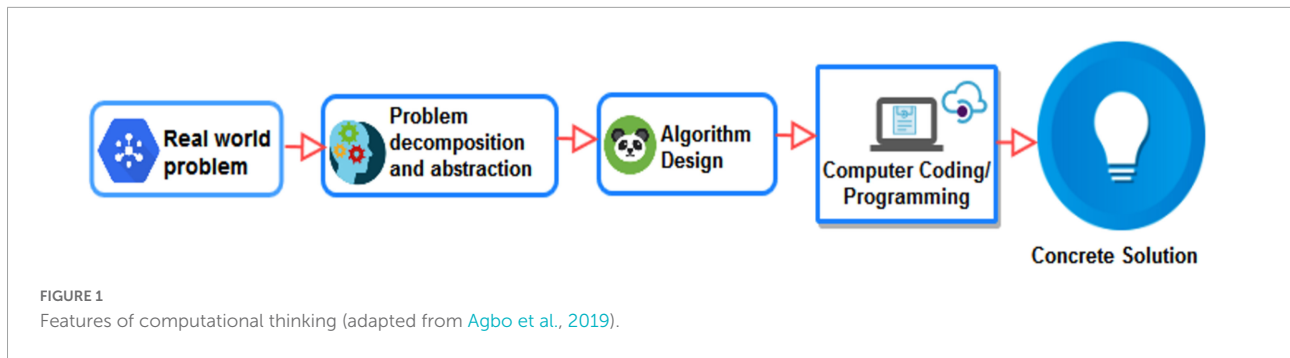 Real world
problem
Problem
decomposition
and abstraction
Algorithm
Design
Computer Coding/
Programming
Concrete Solution
FIGURE 1
Features of computational thinking (adapted from Agbo et al., 2019).